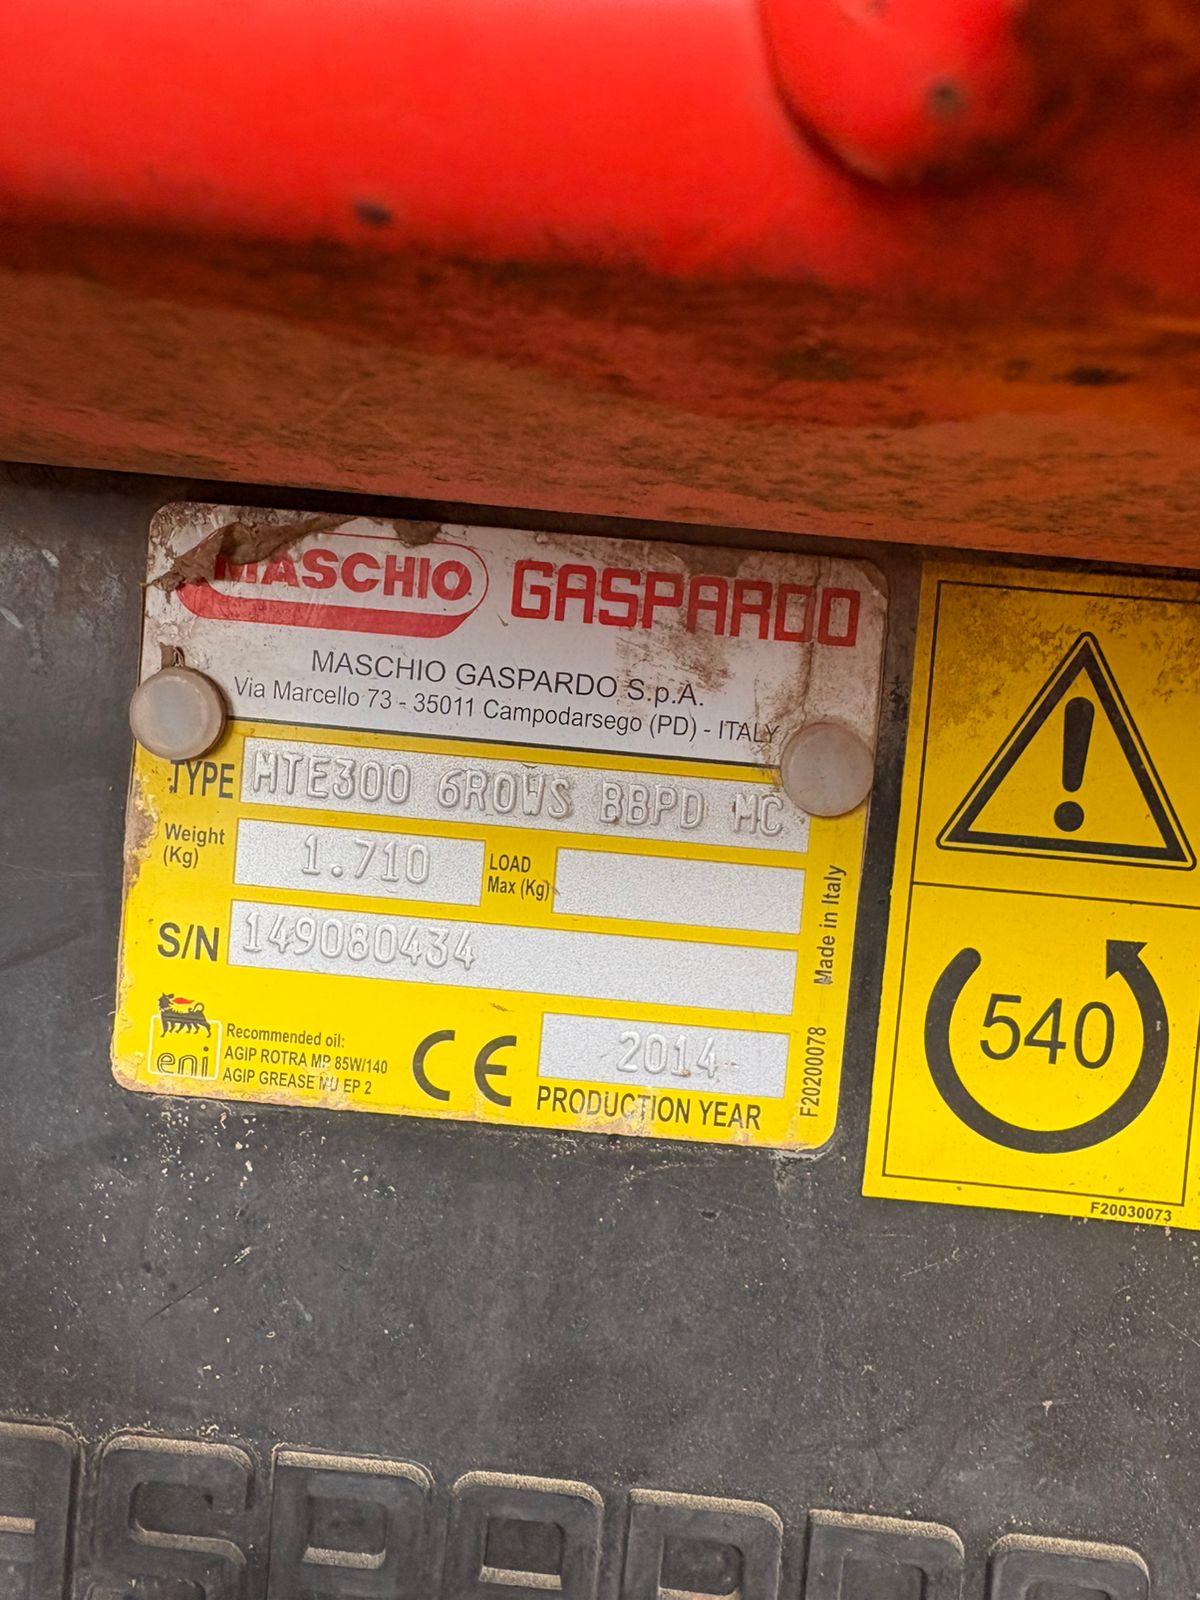 MASCHIO GASPARDO
MASCHIO GASPARDO S.p.A.
Via Marcello 73 - 35011 Campodarsego (PD) - ITALY
TYPE MTE300 6ROWS BBPD MC
Weight (Kg) 1.710 LOAD Max (Kg)
S/N 149080434
Made in Italy
eni
Recommended oil:
AGIP ROTRA MP 85W/140
AGIP GREASE MU EP 2
CE
2014
PRODUCTION YEAR
F20200078
540
F20030073
ASPARDO